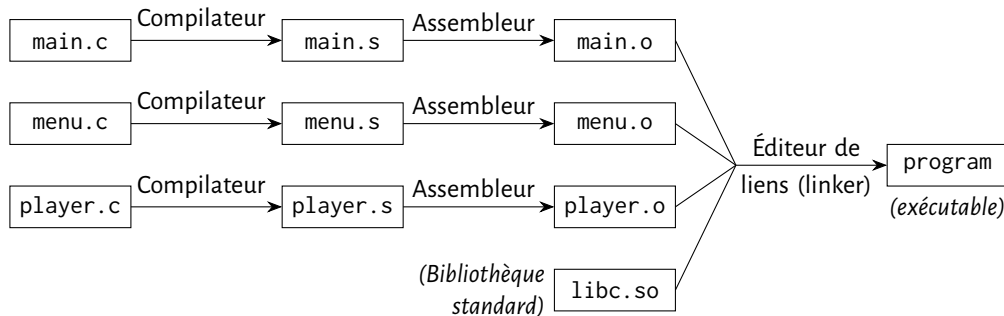 Compilateur
Assembleur
main.c
main.s
main.o
Compilateur
Assembleur
menu.c
menu.s
menu.o
Éditeur de
liens (linker)
program
(exécutable)
Compilateur
Assembleur
player.c
player.s
player.o
(Bibliothèque
standard)
libc.so